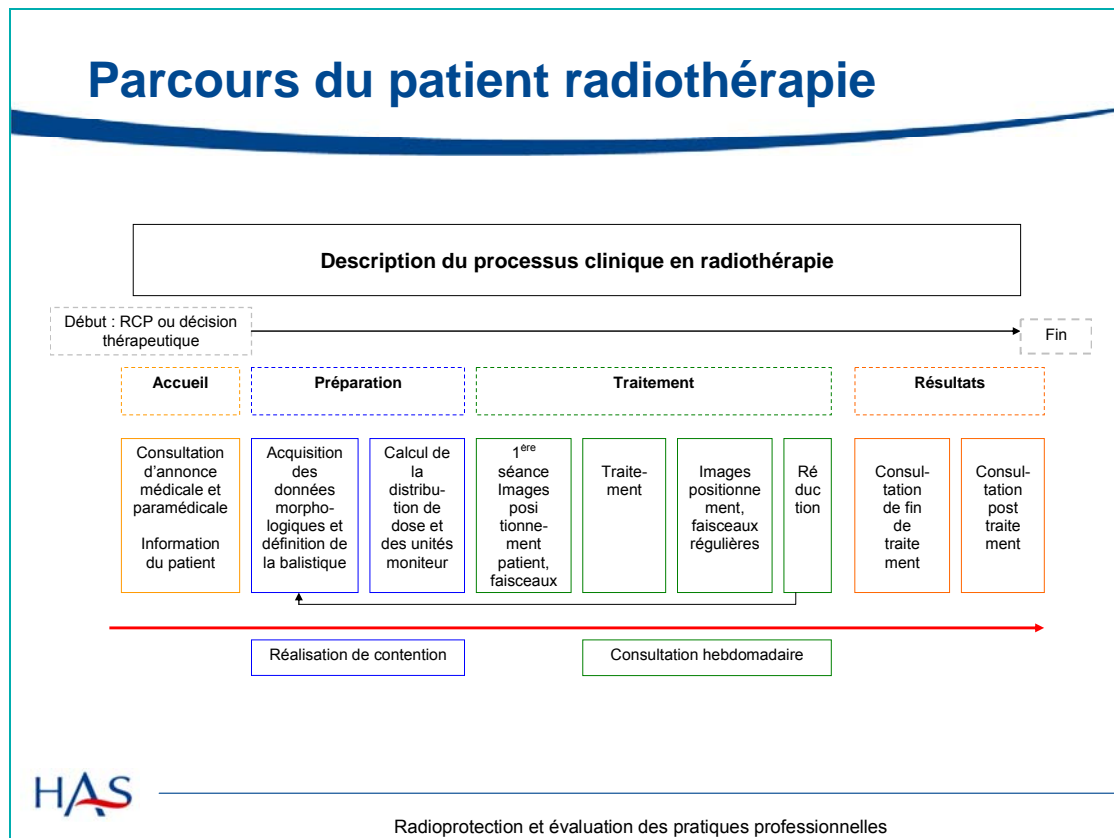 Parcours du patient radiothérapie
Description du processus clinique en radiothérapie
Début : RCP ou décision
thérapeutique
Fin
Accueil
Préparation
Traitement
Résultats
Consultation
d'annonce
médicale et
paramédicale
Information
du patient
Acquisition
des
données
morpho-
logiques et
définition de
la balistique
Calcul de
la
distribu-
tion de
dose et
des unités
moniteur
1ère
séance
Images
posi
tionne-
ment
patient,
faisceaux
Traite-
ment
Images
positionne
ment,
faisceaux
régulières
Ré
duc
tion
Consul-
tation
de fin
de
traite
ment
Consul-
tation
post
traite
ment
Réalisation de contention
Consultation hebdomadaire
HAS
Radioprotection et évaluation des pratiques professionnelles